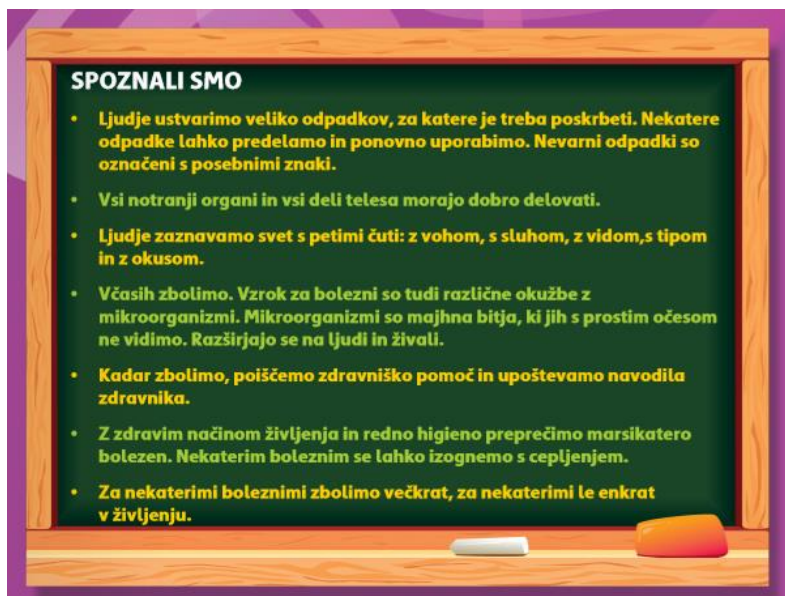 SPOZNALI SMO
• Ljudje ustvarimo veliko odpadkov, za katere je treba poskrbeti. Nekatere
odpadke lahko predelamo in ponovno uporabimo. Nevarni odpadki so
označeni s posebnimi znaki.
• Vsi notranji organi in vsi deli telesa morajo dobro delovati.
• Ljudje zaznavamo svet s petimi čuti: z vohom, s sluhom, z vidom,s tipom
in z okusom.
• Včasih zbolimo. Vzrok za bolezni so tudi različne okužbe z
mikroorganizmi. Mikroorganizmi so majhna bitja, ki jih s prostim očesom
ne vidimo. Razširjajo se na ljudi in živali.
• Kadar zbolimo, poiščemo zdravniško pomoč in upoštevamo navodila
zdravnika.
• Z zdravim načinom življenja in redno higieno preprečimo marsikatero
bolezen. Nekaterim boleznim se lahko izognemo s cepljenjem.
• Za nekaterimi boleznimi zbolimo večkrat, za nekaterimi le enkrat
v življenju.